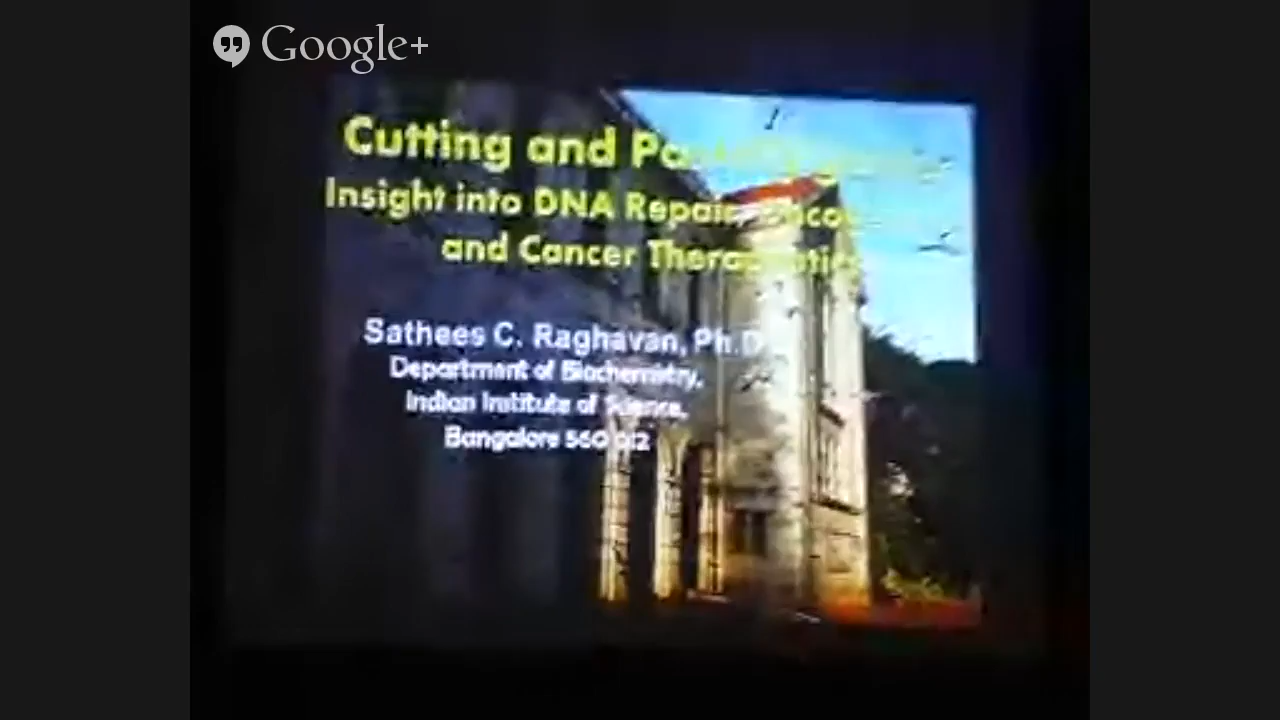 Google+
Cutting and
Insight into DNA Repair,
and Cancer Therapeutics
Sathees C. Raghavan, Ph.D
Department of Biochemistry,
Indian Institute of Science,
Bangalore 560 012